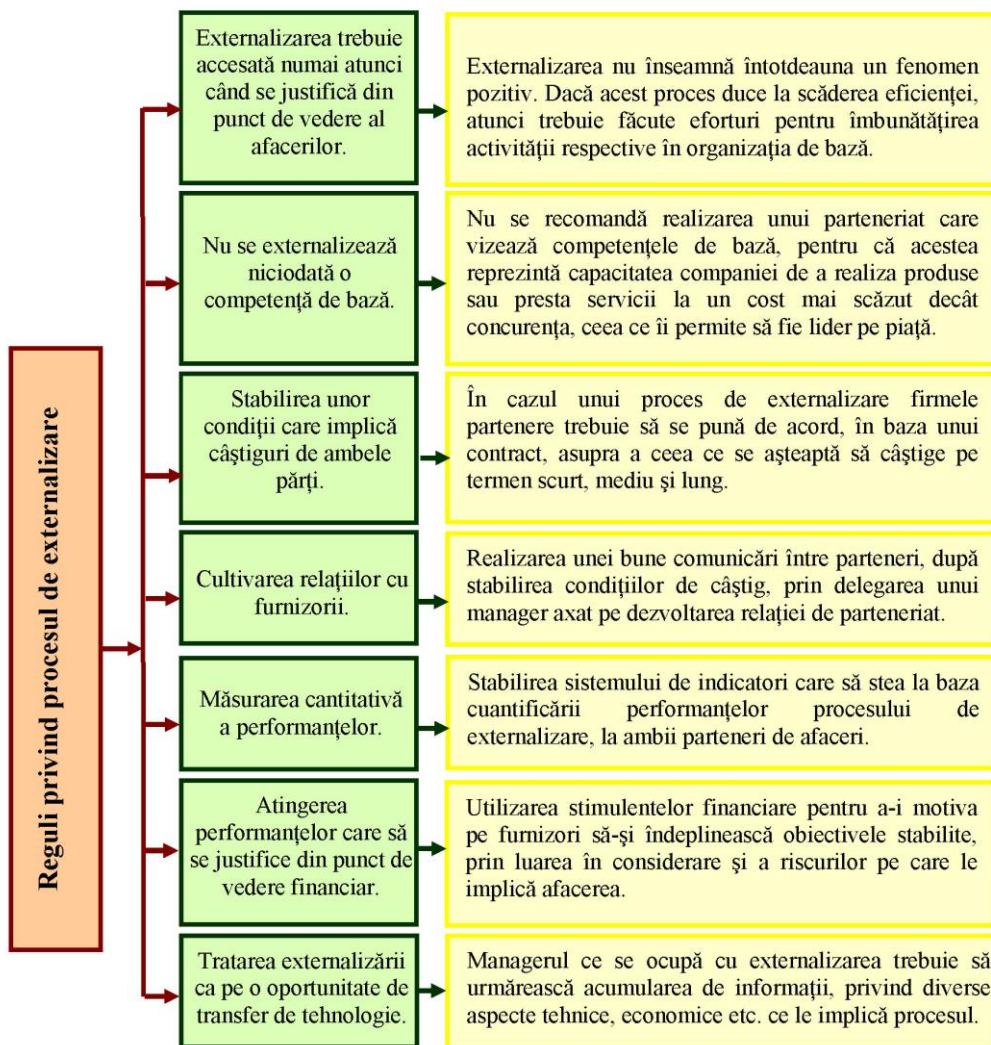 Reguli privind procesul de externalizare
Externalizarea trebuie
accesată numai atunci
când se justifică din
punct de vedere al
afacerilor.
Externalizarea nu înseamnă întotdeauna un fenomen
pozitiv. Dacă acest proces duce la scăderea eficienței,
atunci trebuie făcute eforturi pentru îmbunătățirea
activității respective în organizația de bază.
Nu se externalizează
niciodată o
competență de bază.
Nu se recomandă realizarea unui parteneriat care
vizează competențele de bază, pentru că acestea
reprezintă capacitatea companiei de a realiza produse
sau presta servicii la un cost mai scăzut decât
concurența, ceea ce îi permite să fie lider pe piață.
Stabilirea unor
condiții care implică
câştiguri de ambele
părți.
În cazul unui proces de externalizare firmele
partenere trebuie să se pună de acord, în baza unui
contract, asupra a ceea ce se aşteaptă să câştige pe
termen scurt, mediu şi lung.
Cultivarea relațiilor cu
furnizorii.
Realizarea unei bune comunicări între parteneri, după
stabilirea condițiilor de câştig, prin delegarea unui
manager axat pe dezvoltarea relației de parteneriat.
Măsurarea cantitativă
a performanțelor.
Stabilirea sistemului de indicatori care să stea la baza
cuantificării performanțelor procesului de
externalizare, la ambii parteneri de afaceri.
Atingerea
performanțelor care să
se justifice din punct de
vedere financiar.
Utilizarea stimulentelor financiare pentru a-i motiva
pe furnizori să-şi îndeplinească obiectivele stabilite,
prin luarea în considerare şi a riscurilor pe care le
implică afacerea.
Tratarea externalizării
ca pe o oportunitate de
transfer de tehnologie.
Managerul ce se ocupă cu externalizarea trebuie să
urmărească acumularea de informații, privind diverse
aspecte tehnice, economice etc. ce le implică procesul.